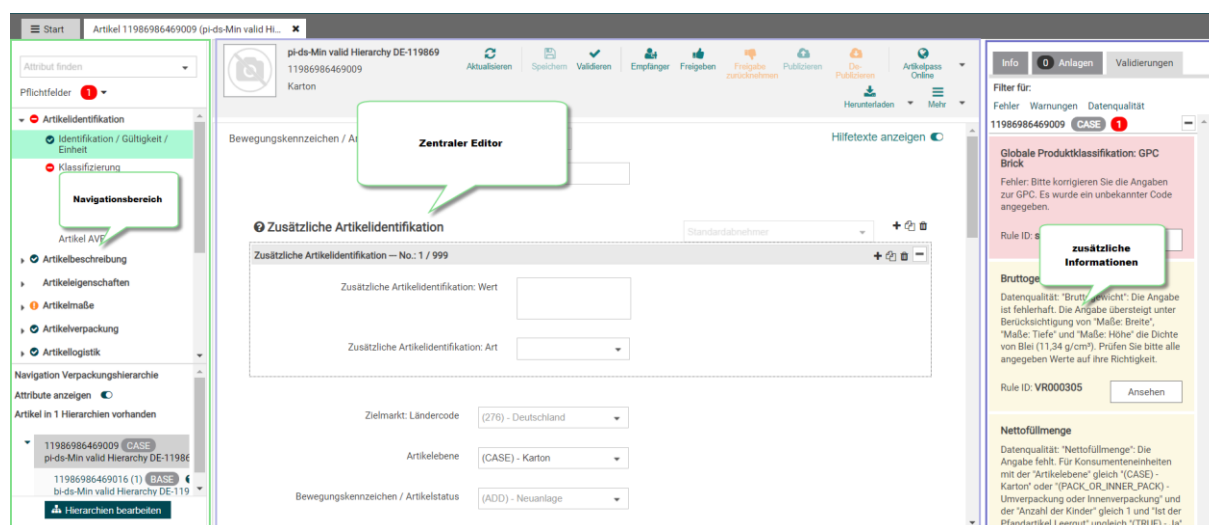 Start
Artikel 11986986469009 (pi-ds-Min valid Hi...
Attribut finden
Pflichtfelder 1
Artikelidentifikation
Identifikation / Gültigkeit /
Einheit
Klassifizierung
Navigationsbereich
Artikel
Artikelbeschreibung
Artikeleigenschaften
Artikelmaße
Artikelverpackung
Artikellogistik
Navigation Verpackungshierarchie
Attribute anzeigen
Artikel in 1 Hierarchien vorhanden
11986986469009 CASE
pi-ds-Min valid Hierarchy DE-11986
11986986469016 (1) BASE
bi-ds-Min valid Hierarchy DE-119
Hierarchien bearbeiten
pi-ds-Min valid Hierarchy DE-119869
11986986469009
Karton
Aktualisieren
Speichern
Validieren
Empfänger
Freigeben
Freigabe
zurücknehmen
Publizieren
De-
Publizieren
Artikelpass
Online
Herunterladen
Mehr
Bewegungskennzeichen /
Zentraler Editor
Hilfetexte anzeigen
Zusätzliche Artikelidentifikation
Standardabnehmer
Zusätzliche Artikelidentifikation — No.: 1 / 999
Zusätzliche Artikelidentifikation: Wert
Zusätzliche Artikelidentifikation: Art
Zielmarkt: Ländercode
(276) - Deutschland
Artikelebene
(CASE) - Karton
Bewegungskennzeichen / Artikelstatus
(ADD) - Neuanlage
Info
0 Anlagen
Validierungen
Filter für:
Fehler Warnungen Datenqualität
11986986469009 CASE 1
Globale Produktklassifikation: GPC
Brick
Fehler: Bitte korrigieren Sie die Angaben
zur GPC. Es wurde ein unbekannter Code
angegeben.
Rule ID:
zusätzliche
Informationen
Datenqualität: "Bruttogewicht": Die Angabe
ist fehlerhaft. Die Angabe übersteigt unter
Berücksichtigung von "Maße: Breite",
"Maße: Tiefe" und "Maße: Höhe" die Dichte
von Blei (11,34 g/cm³). Prüfen Sie bitte alle
angegeben Werte auf ihre Richtigkeit.
Rule ID: VR000305
Ansehen
Nettofüllmenge
Datenqualität: "Nettofüllmenge": Die
Angabe fehlt. Für Konsumenteneinheiten
mit der "Artikelebene" gleich "(CASE) -
Karton" oder "(PACK_OR_INNER_PACK) -
Umverpackung oder Innenverpackung" und
der "Anzahl der Kinder" gleich 1 und "Ist der
Pfandartikel Leergut" ungleich "(TRUE) - Ja"